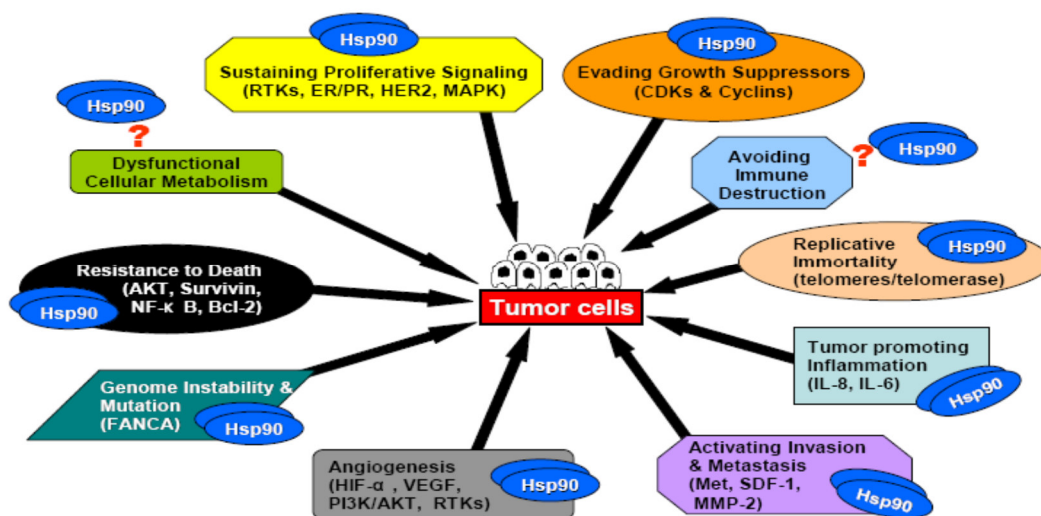 Hsp90
Sustaining Proliferative Signaling
(RTKs, ER/PR, HER2, MAPK)
Hsp90
Evading Growth Suppressors
(CDKs & Cyclins)
Hsp90
?
Dysfunctional
Cellular Metabolism
Avoiding
Immune
Destruction
?
Hsp90
Resistance to Death
(AKT, Survivin,
NF-κ B, Bcl-2)
Hsp90
Replicative
Immortality
(telomeres/telomerase)
Hsp90
Tumor cells
Genome Instability &
Mutation
(FANCA)
Hsp90
Tumor promoting
Inflammation
(IL-8, IL-6)
Hsp90
Angiogenesis
(HIF-α , VEGF,
PI3K/AKT, RTKs)
Hsp90
Activating Invasion
& Metastasis
(Met, SDF-1,
MMP-2)
Hsp90